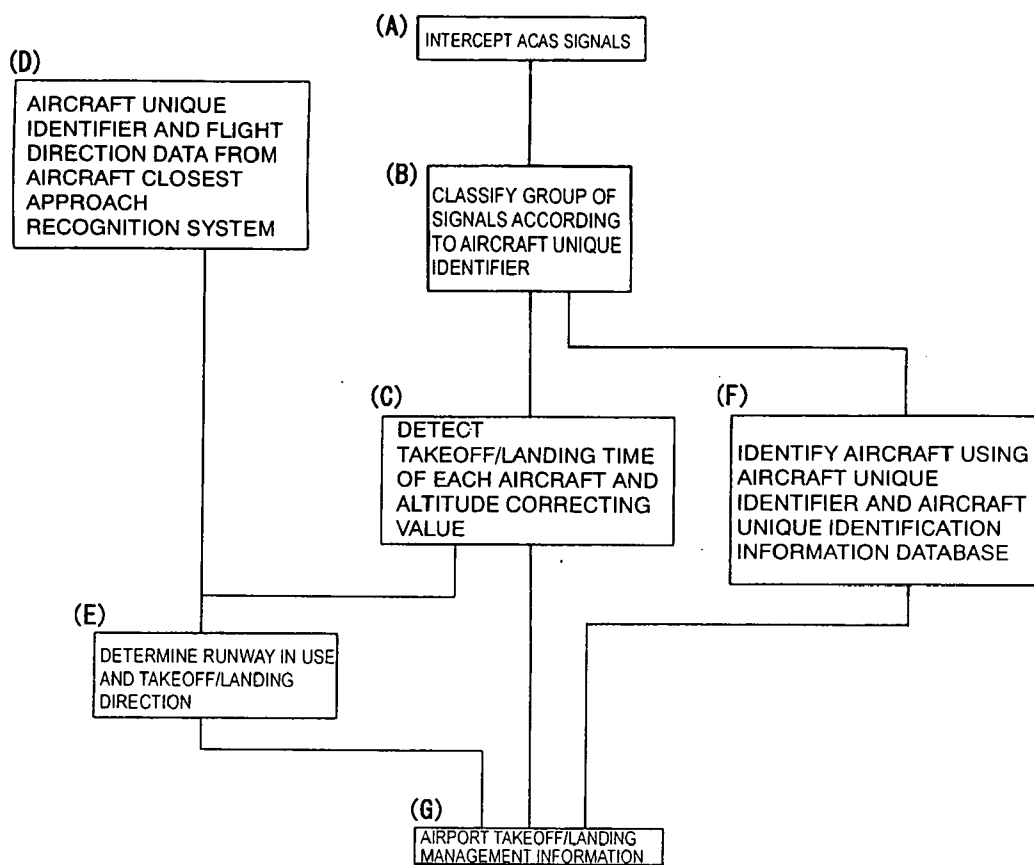 (A)
INTERCEPT ACAS SIGNALS
(D)
AIRCRAFT UNIQUE
IDENTIFIER AND FLIGHT
DIRECTION DATA FROM
AIRCRAFT CLOSEST
APPROACH
RECOGNITION SYSTEM
(B)
CLASSIFY GROUP OF
SIGNALS ACCORDING
TO AIRCRAFT UNIQUE
IDENTIFIER
(C)
DETECT
TAKEOFF/LANDING TIME
OF EACH AIRCRAFT AND
ALTITUDE CORRECTING
VALUE
(F)
IDENTIFY AIRCRAFT USING
AIRCRAFT UNIQUE
IDENTIFIER AND AIRCRAFT
UNIQUE IDENTIFICATION
INFORMATION DATABASE
(E)
DETERMINE RUNWAY IN USE
AND TAKEOFF/LANDING
DIRECTION
(G)
AIRPORT TAKEOFF/LANDING
MANAGEMENT INFORMATION